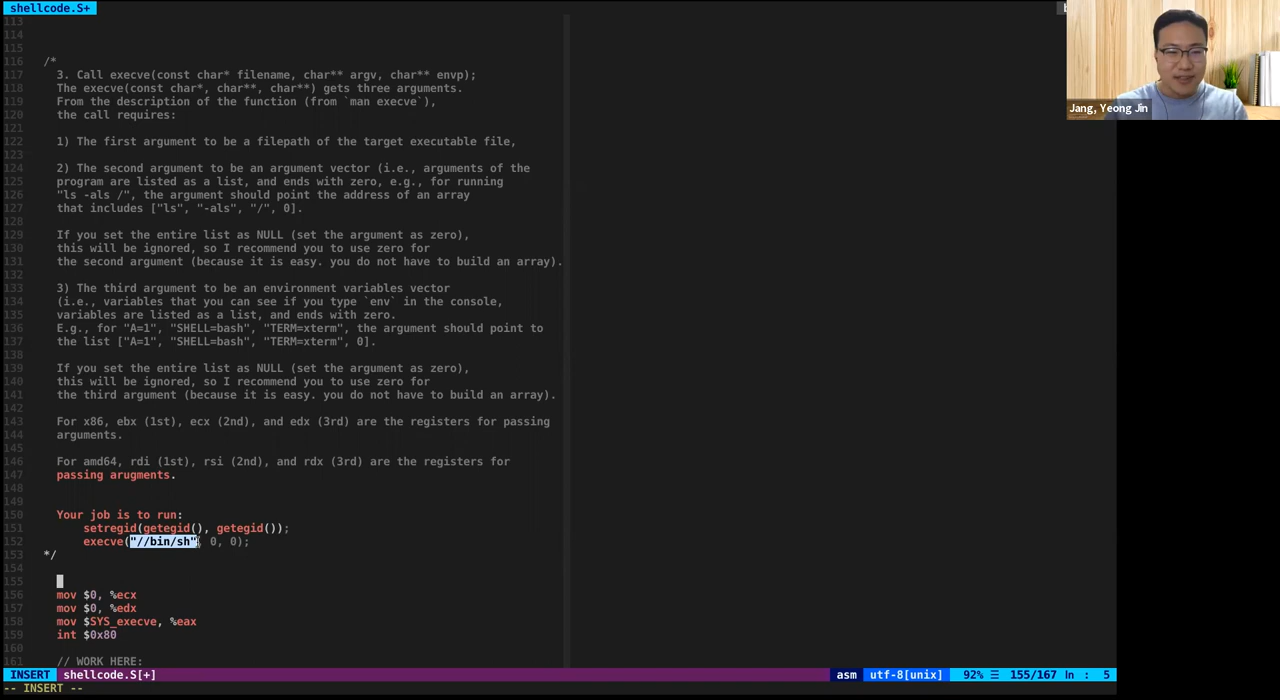 shellcode.S+
113
114
115
116 /*
117 3. Call execve(const char* filename, char** argv, char** envp);
118 The execve(const char*, char**, char**) gets three arguments.
119 From the description of the function (from `man execve`),
120 the call requires:
121
122 1) The first argument to be a filepath of the target executable file,
123
124 2) The second argument to be an argument vector (i.e., arguments of the
125 program are listed as a list, and ends with zero, e.g., for running
126 "ls -als /", the argument should point the address of an array
127 that includes ["ls", "-als", "/", 0].
128
129 If you set the entire list as NULL (set the argument as zero),
130 this will be ignored, so I recommend you to use zero for
131 the second argument (because it is easy. you do not have to build an array).
132
133 3) The third argument to be an environment variables vector
134 (i.e., variables that you can see if you type `env` in the console,
135 variables are listed as a list, and ends with zero.
136 E.g., for "A=1", "SHELL=bash", "TERM=xterm", the argument should point to
137 the list ["A=1", "SHELL=bash", "TERM=xterm", 0].
138
139 If you set the entire list as NULL (set the argument as zero),
140 this will be ignored, so I recommend you to use zero for
141 the third argument (because it is easy. you do not have to build an array).
142
143 For x86, ebx (1st), ecx (2nd), and edx (3rd) are the registers for passing
144 arguments.
145
146 For amd64, rdi (1st), rsi (2nd), and rdx (3rd) are the registers for
147 passing arugments.
148
149
150 Your job is to run:
151 setregid(getegid(), getegid());
152 execve("//bin/sh", 0, 0);
153 */
154
155
156 mov $0, %ecx
157 mov $0, %edx
158 mov $SYS_execve, %eax
159 int $0x80
160
161 // WORK HERE:
INSERT shellcode.S[+] asm utf-8[unix] 92% ☰ 155/167 ln : 5
-- INSERT --
Jang, Yeong Jin